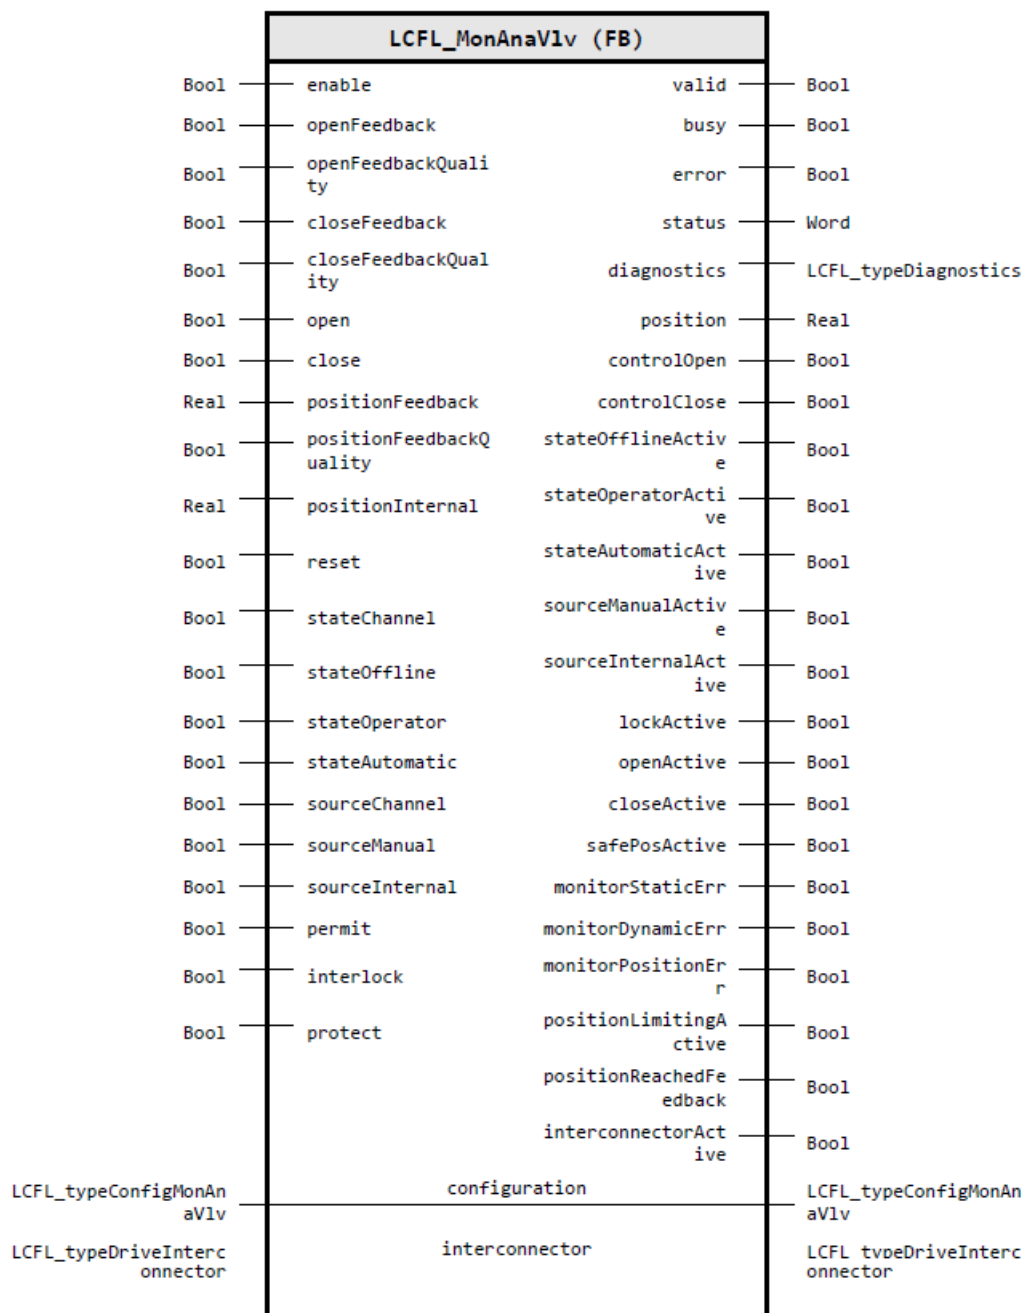 LCFL_MonAnaVlv (FB)
Bool enable valid Bool
Bool openFeedback busy Bool
Bool openFeedbackQuali
ty error Bool
Bool closeFeedback status Word
Bool closeFeedbackQual
ity diagnostics LCFL_typeDiagnostics
Bool open position Real
Bool close controlOpen Bool
Real positionFeedback controlClose Bool
Bool positionFeedbackQ
uality stateOfflineActiv
e Bool
Real positionInternal stateOperatorActi
ve Bool
Bool reset stateAutomaticAct
ive Bool
Bool stateChannel sourceManualActiv
e Bool
Bool stateOffline sourceInternalAct
ive Bool
Bool stateOperator lockActive Bool
Bool stateAutomatic openActive Bool
Bool sourceChannel closeActive Bool
Bool sourceManual safePosActive Bool
Bool sourceInternal monitorStaticErr Bool
Bool permit monitorDynamicErr Bool
Bool interlock monitorPositionEr
r Bool
Bool protect positionLimitingA
ctive Bool
positionReachedFe
edback Bool
interconnectorAct
ive Bool
LCFL_typeConfigMonAn
aVlv configuration LCFL_typeConfigMonAn
aVlv
LCFL_typeDriveInterc
onnector interconnector LCFL_typeDriveInterc
onnector